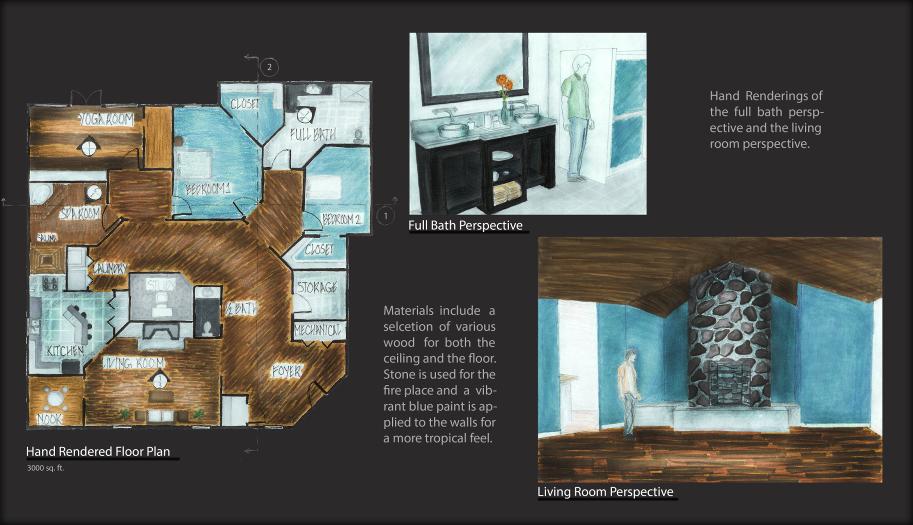 2
CLOSET
YOGA ROOM
FULL BATH
BEDROOM 1
SPA ROOM
BEDROOM 2
1
CLOSET
LAUNDRY
STORAGE
½ BATH
MECHANICAL
KITCHEN
LIVING ROOM
FOYER
NOOK
Hand Rendered Floor Plan
3000 sq. ft.
Full Bath Perspective
Hand Renderings of
the full bath persp-
ective and the living
room perspective.
Materials include a
selcetion of various
wood for both the
ceiling and the floor.
Stone is used for the
fire place and a vib-
rant blue paint is ap-
plied to the walls for
a more tropical feel.
Living Room Perspective